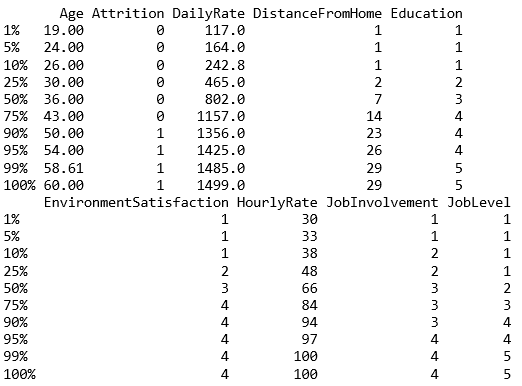 Age Attrition DailyRate DistanceFromHome Education
1% 19.00 0 117.0 1 1
5% 24.00 0 164.0 1 1
10% 26.00 0 242.8 1 1
25% 30.00 0 465.0 2 2
50% 36.00 0 802.0 7 3
75% 43.00 0 1157.0 14 4
90% 50.00 1 1356.0 23 4
95% 54.00 1 1425.0 26 4
99% 58.61 1 1485.0 29 5
100% 60.00 1 1499.0 29 5
EnvironmentSatisfaction HourlyRate JobInvolvement JobLevel
1% 1 30 1 1
5% 1 33 1 1
10% 1 38 2 1
25% 2 48 2 1
50% 3 66 3 2
75% 4 84 3 3
90% 4 94 3 4
95% 4 97 4 4
99% 4 100 4 5
100% 4 100 4 5